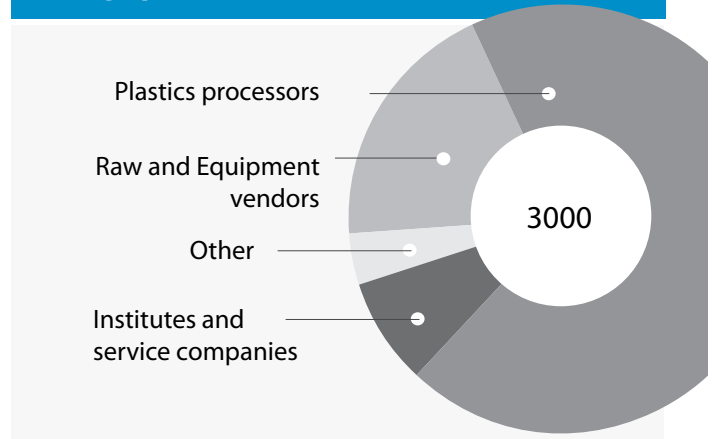 Plastics processors
Raw and Equipment
vendors
3000
Other
Institutes and
service companies